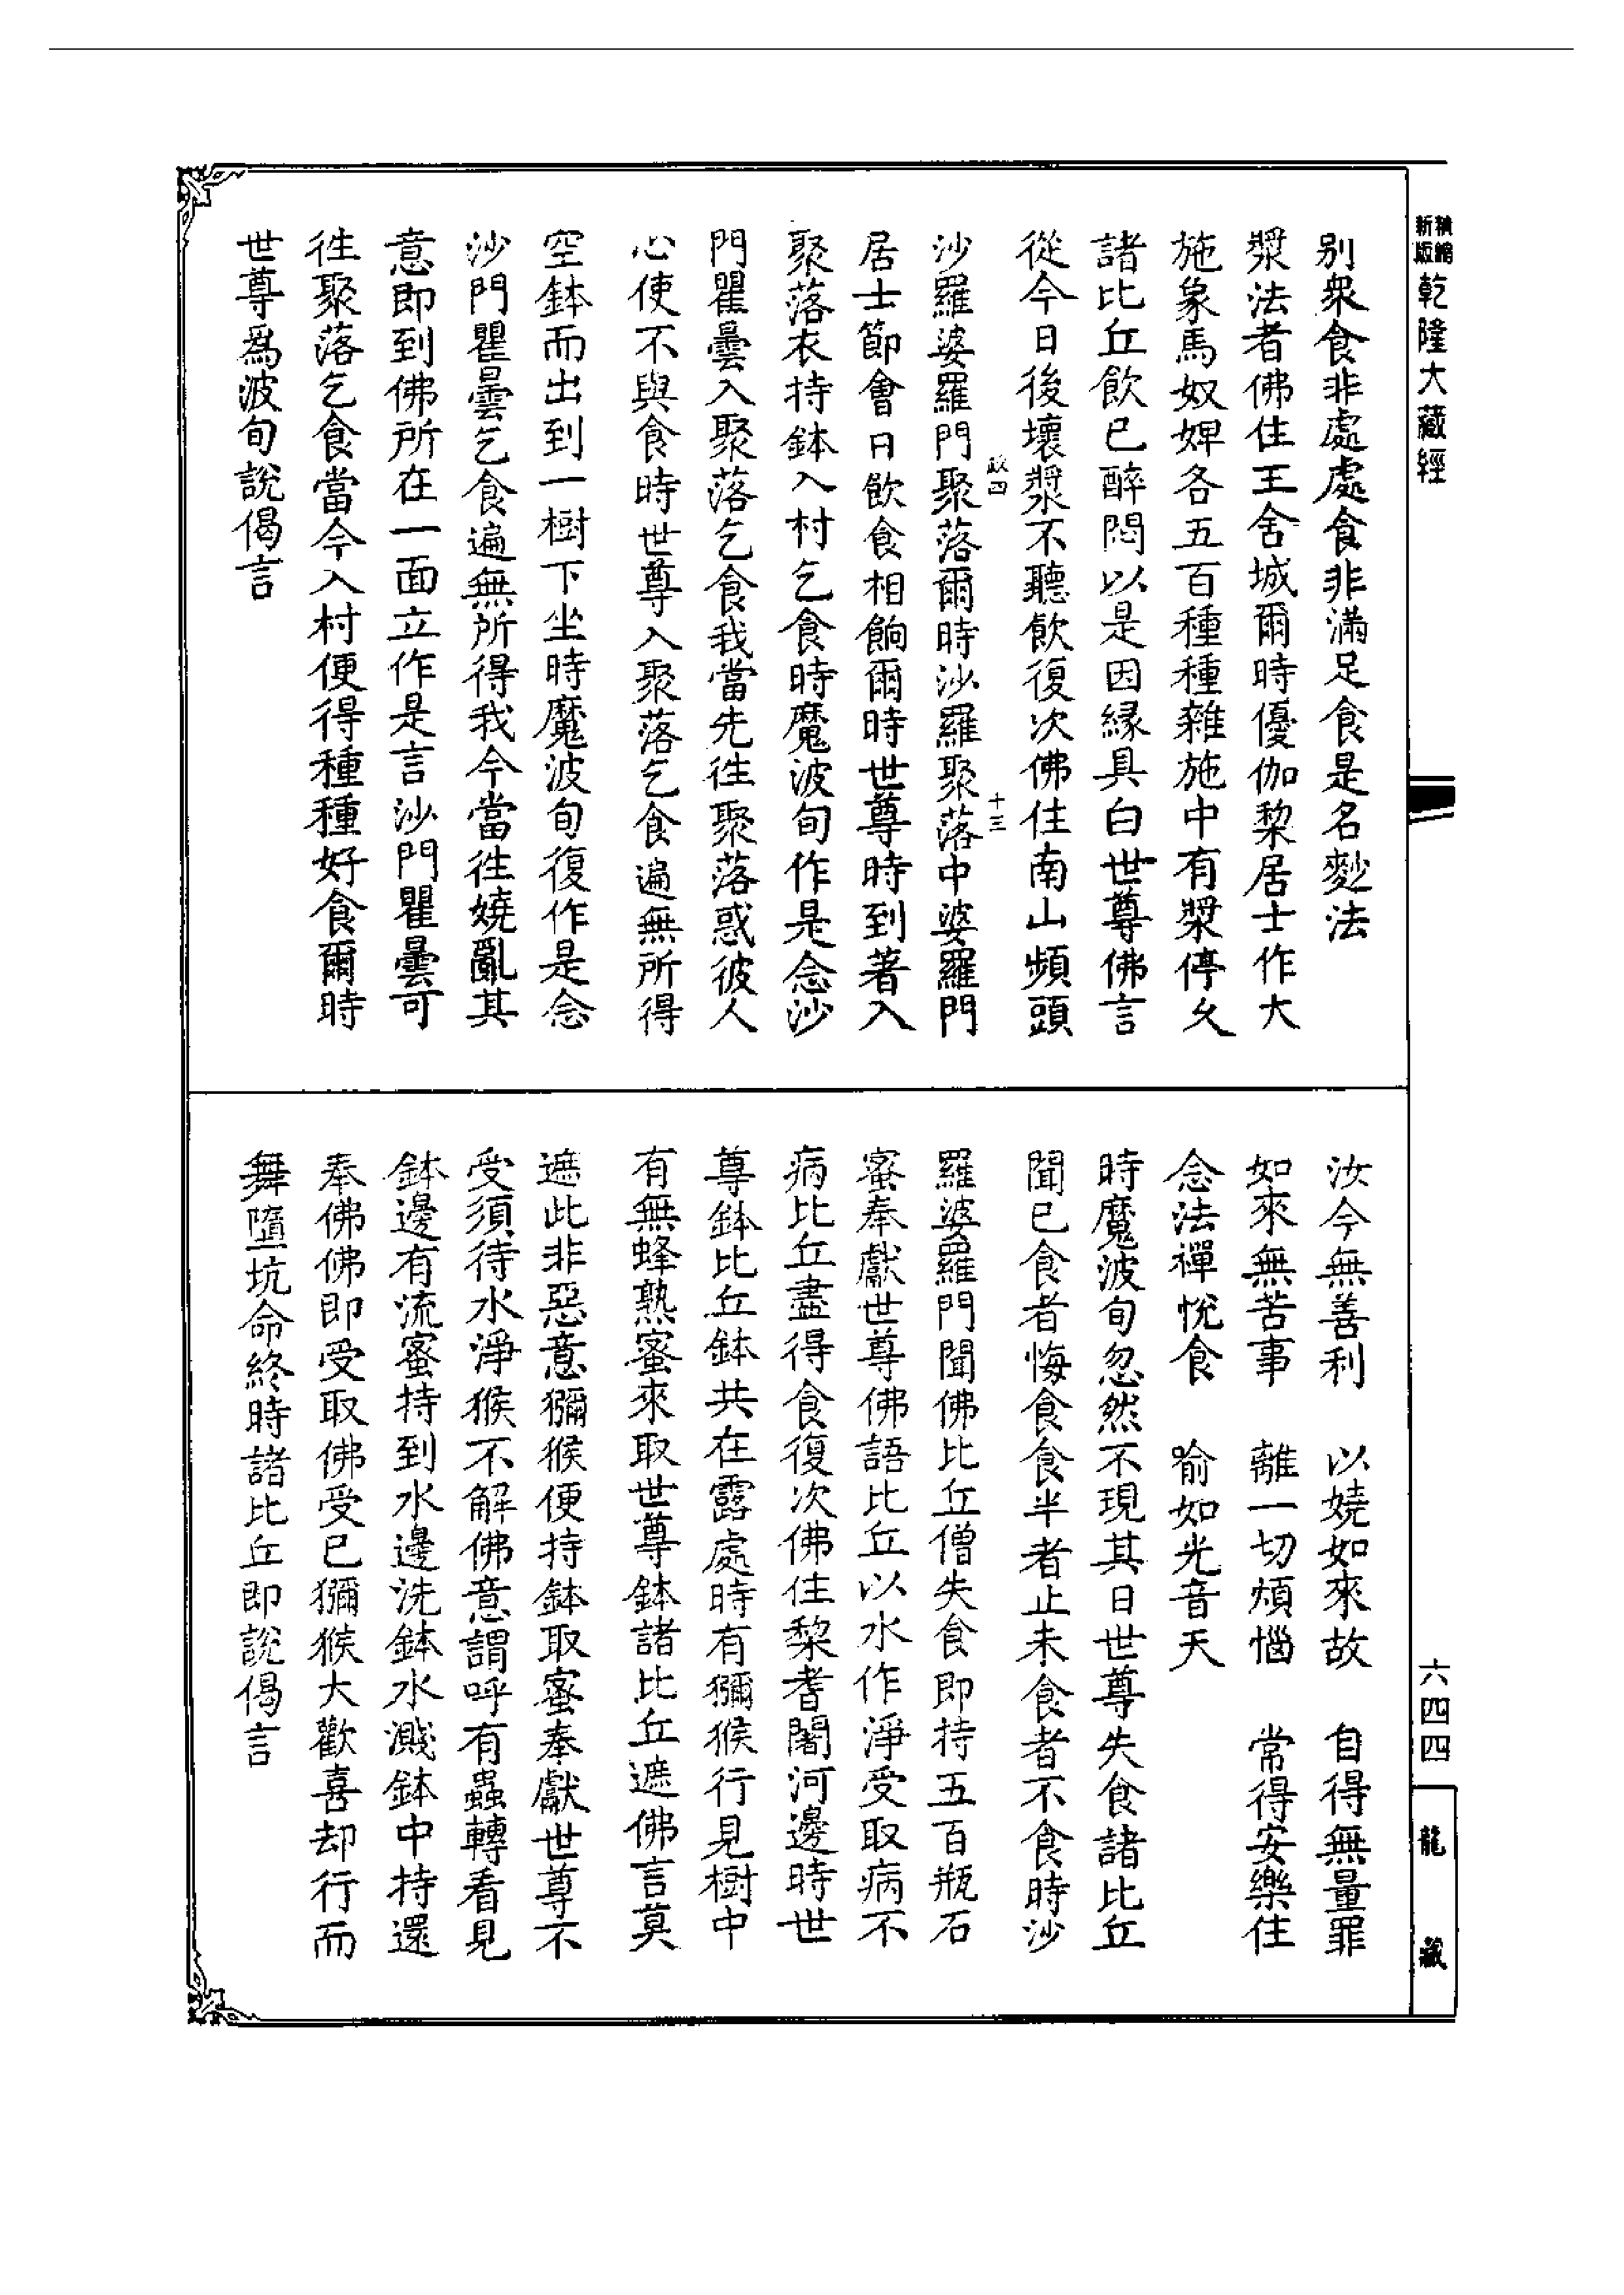 新版精縮乾隆大藏經
別衆食非處處食非滿足食是名麨法
漿法者佛住王舍城爾時優伽黎居士作大
施象馬奴婢各五百種種雜施中有漿停久
諸比丘飲已醉悶以是因緣具白世尊佛言
從今日後壞漿不聽飲復次佛住南山頻頭
政四 十三
沙羅婆羅門聚落爾時沙羅聚落中婆羅門
居士節會日飲食相餉爾時世尊時到著入
聚落衣持鉢入村乞食時魔波旬作是念沙
門瞿曇入聚落乞食我當先往聚落惑彼人
心使不與食時世尊入聚落乞食遍無所得
空鉢而出到一樹下坐時魔波旬復作是念
沙門瞿曇乞食遍無所得我今當往嬈亂其
意即到佛所在一面立作是言沙門瞿曇可
往聚落乞食當今入村便得種種好食爾時
世尊爲波旬說偈言
汝今無善利 以嬈如來故 自得無量罪
如來無苦事 離一切煩惱 常得安樂住
念法禪悅食 喻如光音天
時魔波旬忽然不現其日世尊失食諸比丘
聞已食者悔食食半者止未食者不食時沙
羅婆羅門聞佛比丘僧失食即持五百瓶石
蜜奉獻世尊佛語比丘以水作淨受取病不
病比丘盡得食復次佛住黎耆闍河邊時世
尊鉢比丘鉢共在露處時有獼猴行見樹中
有無蜂熟蜜來取世尊鉢諸比丘遮佛言莫
遮此非惡意獼猴便持鉢取蜜奉獻世尊不
受須待水淨猴不解佛意謂呼有蟲轉看見
鉢邊有流蜜持到水邊洗鉢水濺鉢中持還
奉佛佛即受取佛受已獼猴大歡喜却行而
舞墮坑命終時諸比丘即說偈言
六四四
龍藏